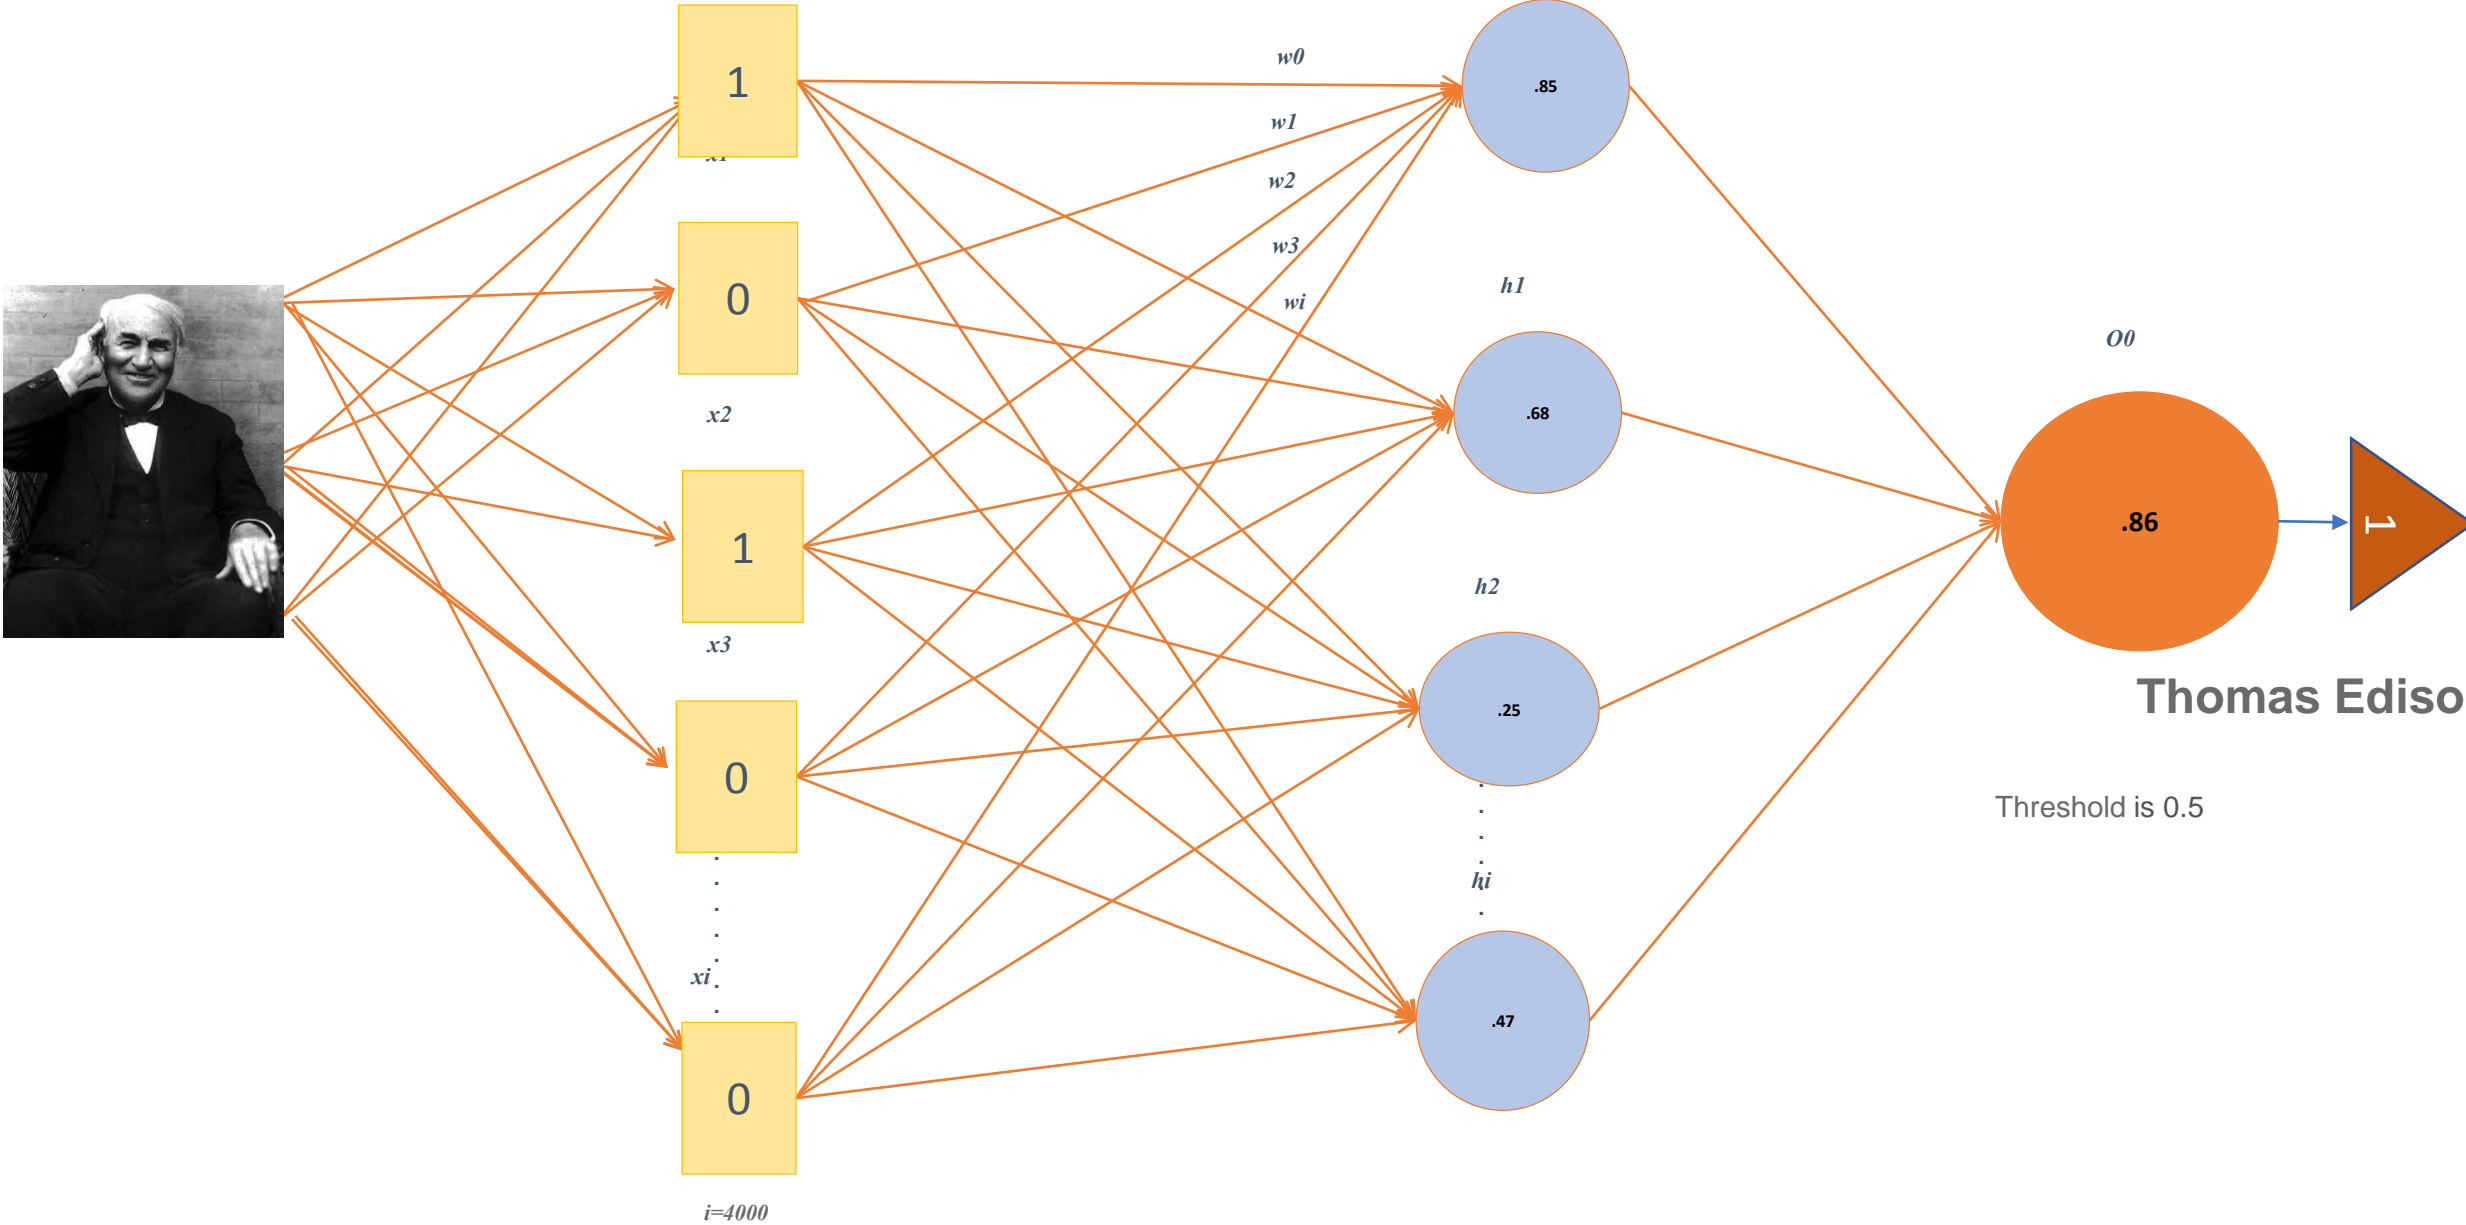 1
x1
0
x2
1
x3
0
xi
0
i=4000
w0
w1
w2
w3
wi
.85
h1
.68
h2
.25
hi
.47
O0
.86
1
Thomas Ediso
Threshold is 0.5